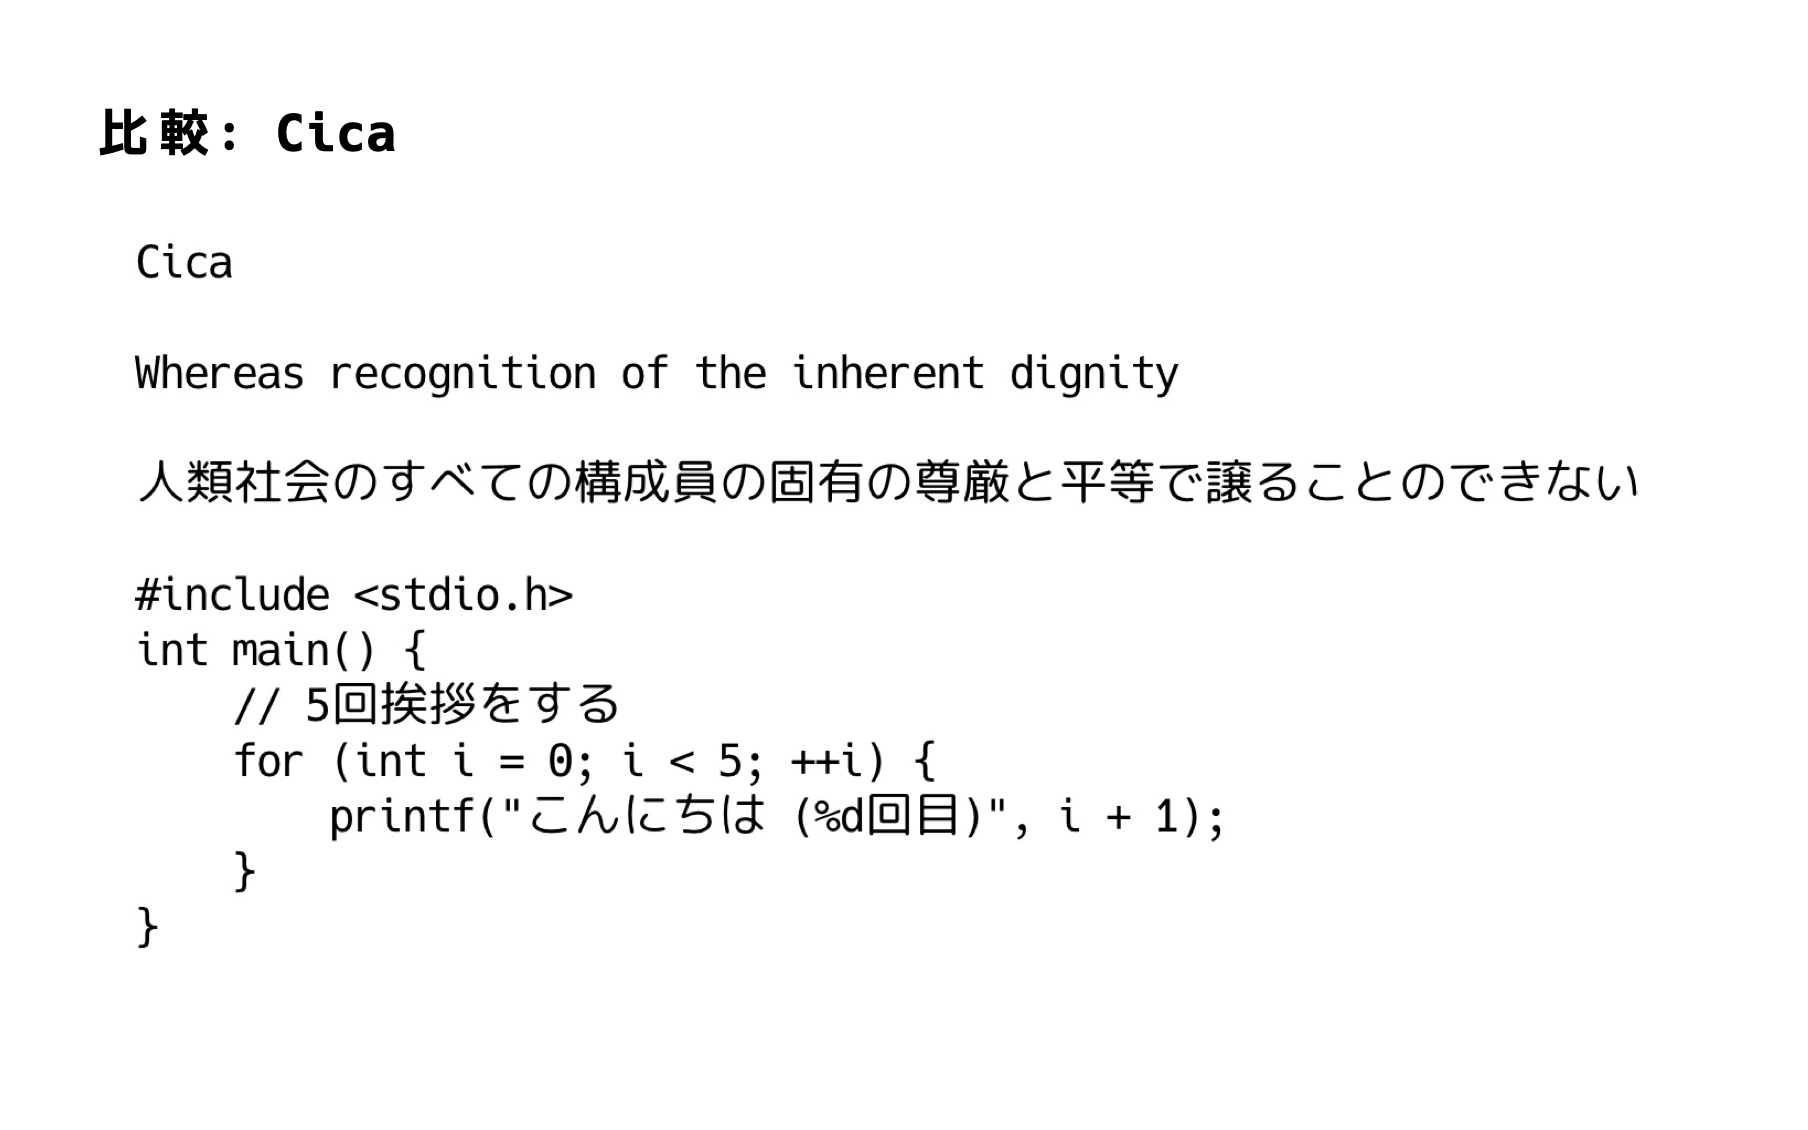 比較: Cica
Cica
Whereas recognition of the inherent dignity
人類社会のすべての構成員の固有の尊厳と平等で譲ることのできない
#include <stdio.h>
int main() {
    // 5回挨拶をする
    for (int i = 0; i < 5; ++i) {
        printf("こんにちは (%d回目)", i + 1);
    }
}